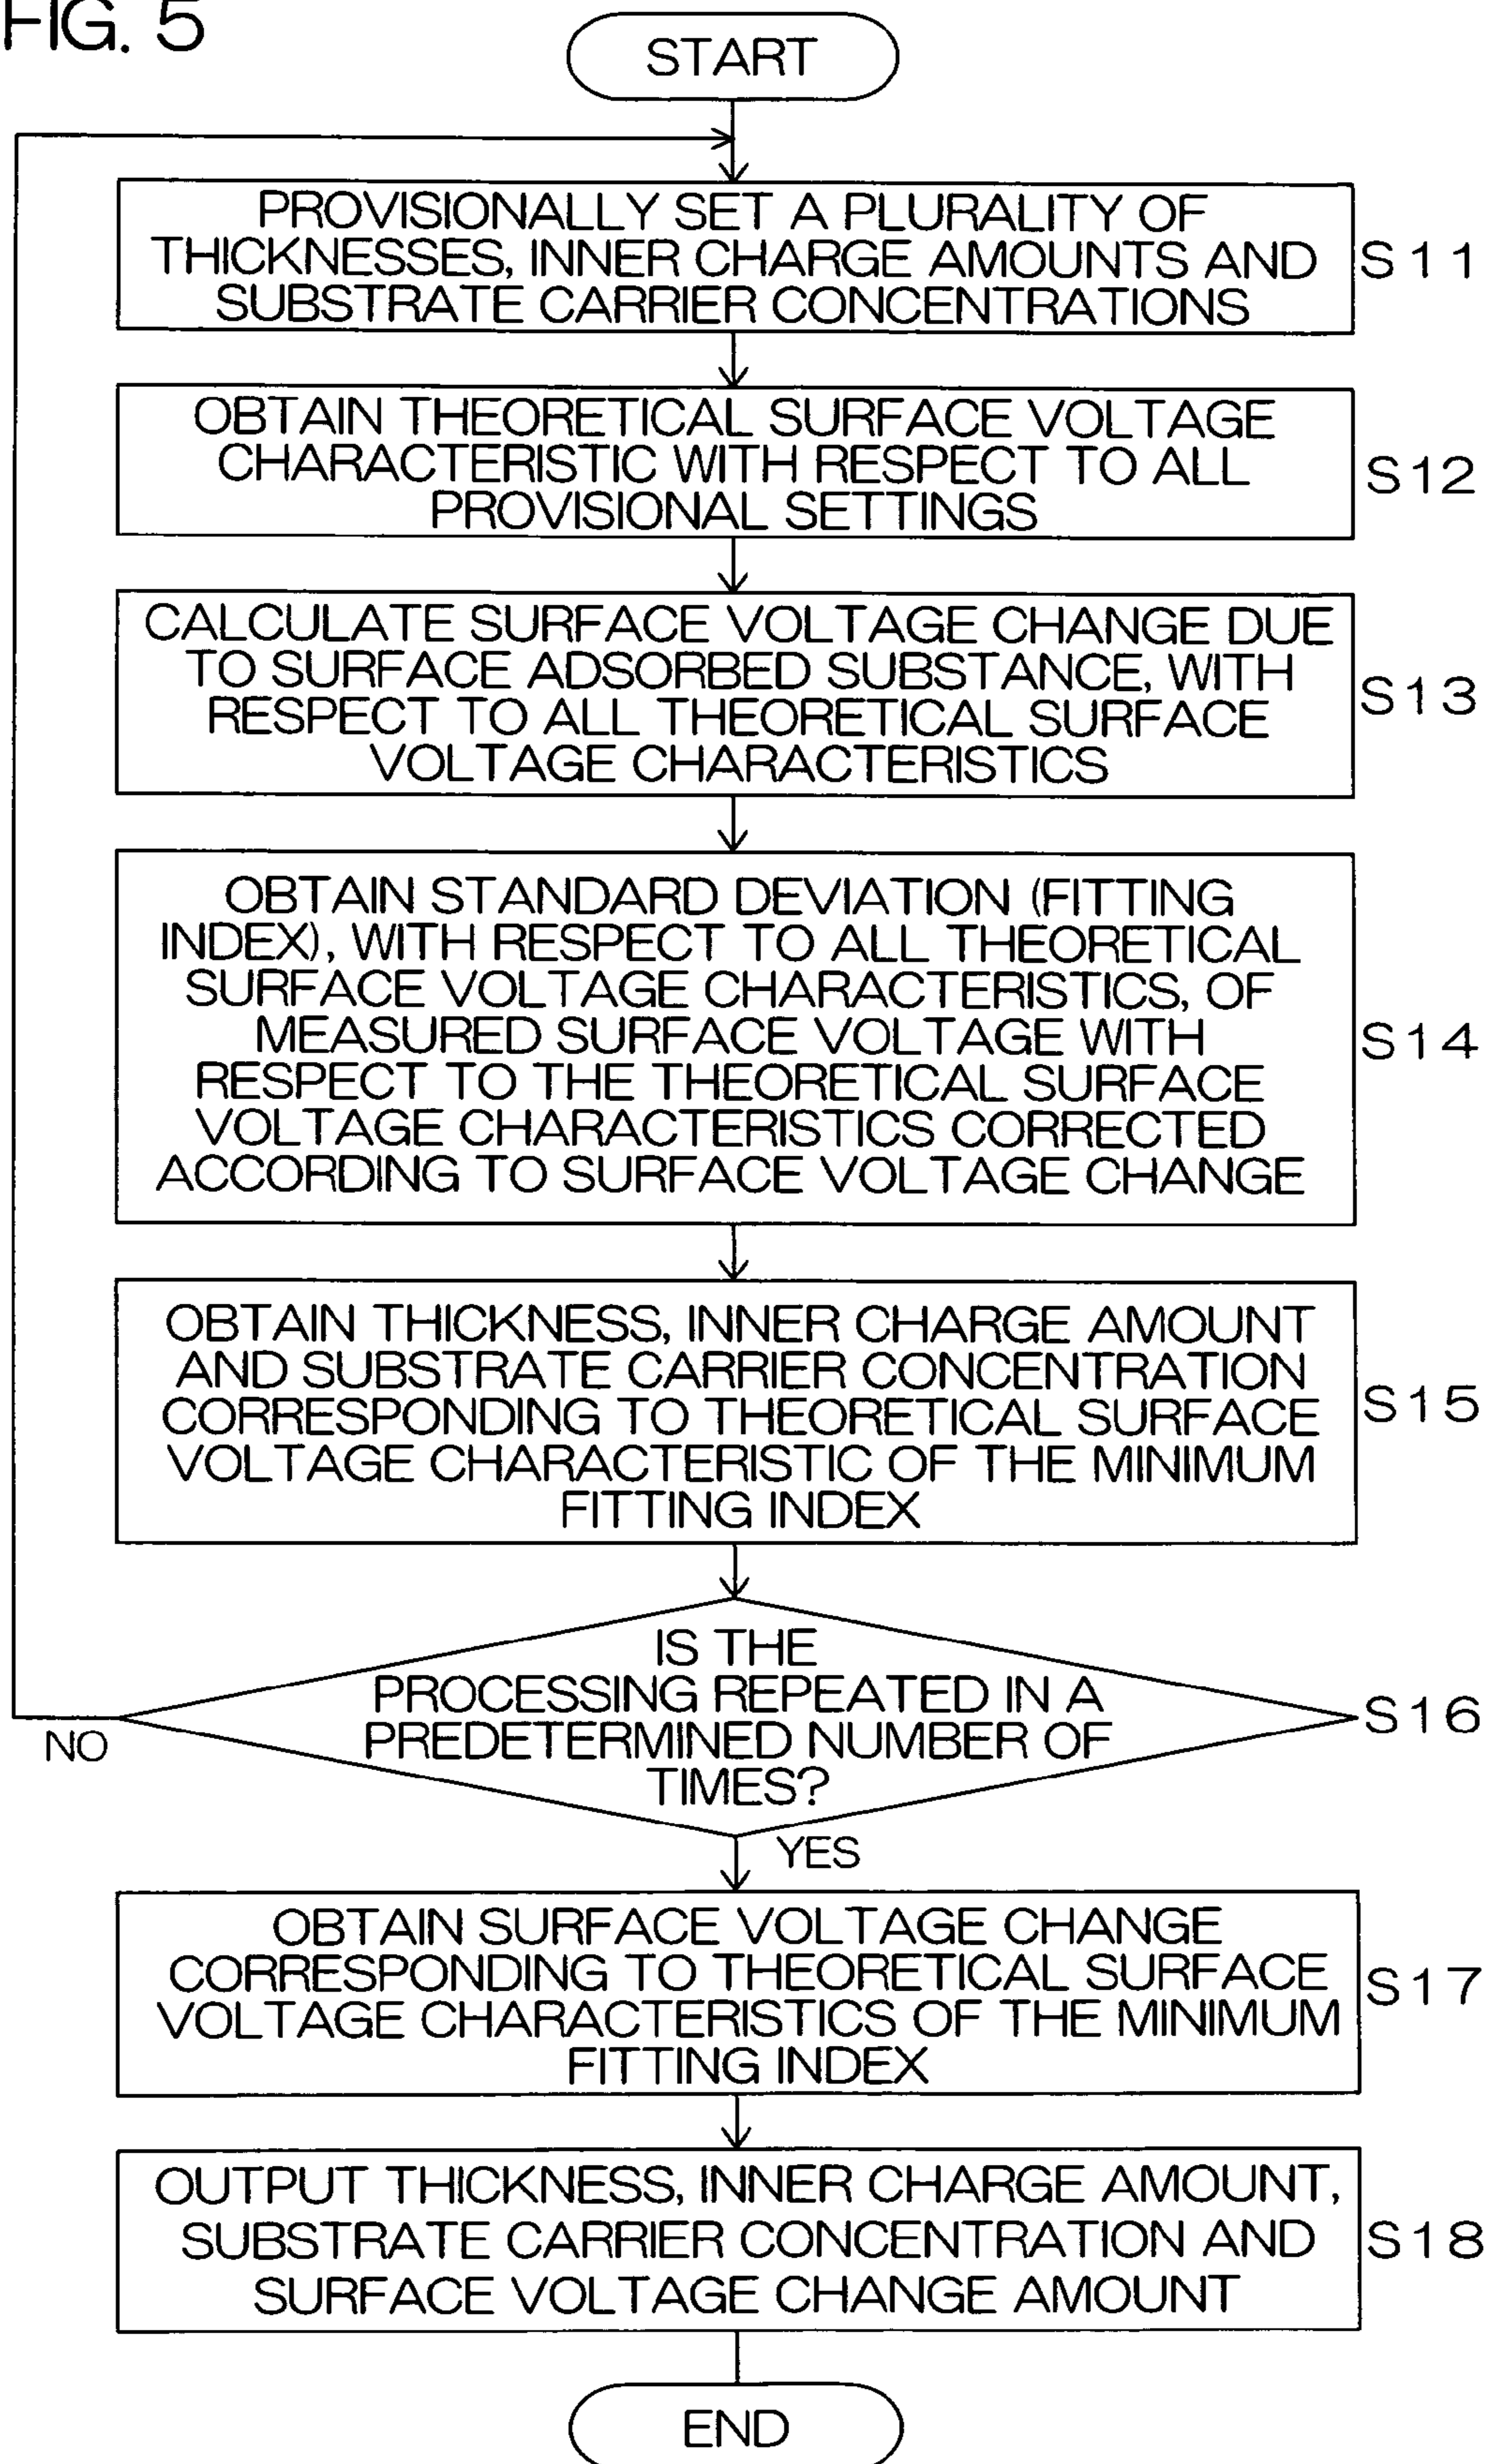 FIG. 5
START
PROVISIONALLY SET A PLURALITY OF
THICKNESSES, INNER CHARGE AMOUNTS AND
SUBSTRATE CARRIER CONCENTRATIONS
S11
OBTAIN THEORETICAL SURFACE VOLTAGE
CHARACTERISTIC WITH RESPECT TO ALL
PROVISIONAL SETTINGS
S12
CALCULATE SURFACE VOLTAGE CHANGE DUE
TO SURFACE ADSORBED SUBSTANCE, WITH
RESPECT TO ALL THEORETICAL SURFACE
VOLTAGE CHARACTERISTICS
S13
OBTAIN STANDARD DEVIATION (FITTING
INDEX), WITH RESPECT TO ALL THEORETICAL
SURFACE VOLTAGE CHARACTERISTICS, OF
MEASURED SURFACE VOLTAGE WITH
RESPECT TO THE THEORETICAL SURFACE
VOLTAGE CHARACTERISTICS CORRECTED
ACCORDING TO SURFACE VOLTAGE CHANGE
S14
OBTAIN THICKNESS, INNER CHARGE AMOUNT
AND SUBSTRATE CARRIER CONCENTRATION
CORRESPONDING TO THEORETICAL SURFACE
VOLTAGE CHARACTERISTIC OF THE MINIMUM
FITTING INDEX
S15
IS THE
PROCESSING REPEATED IN A
PREDETERMINED NUMBER OF
TIMES?
S16
NO
YES
OBTAIN SURFACE VOLTAGE CHANGE
CORRESPONDING TO THEORETICAL SURFACE
VOLTAGE CHARACTERISTICS OF THE MINIMUM
FITTING INDEX
S17
OUTPUT THICKNESS, INNER CHARGE AMOUNT,
SUBSTRATE CARRIER CONCENTRATION AND
SURFACE VOLTAGE CHANGE AMOUNT
S18
END